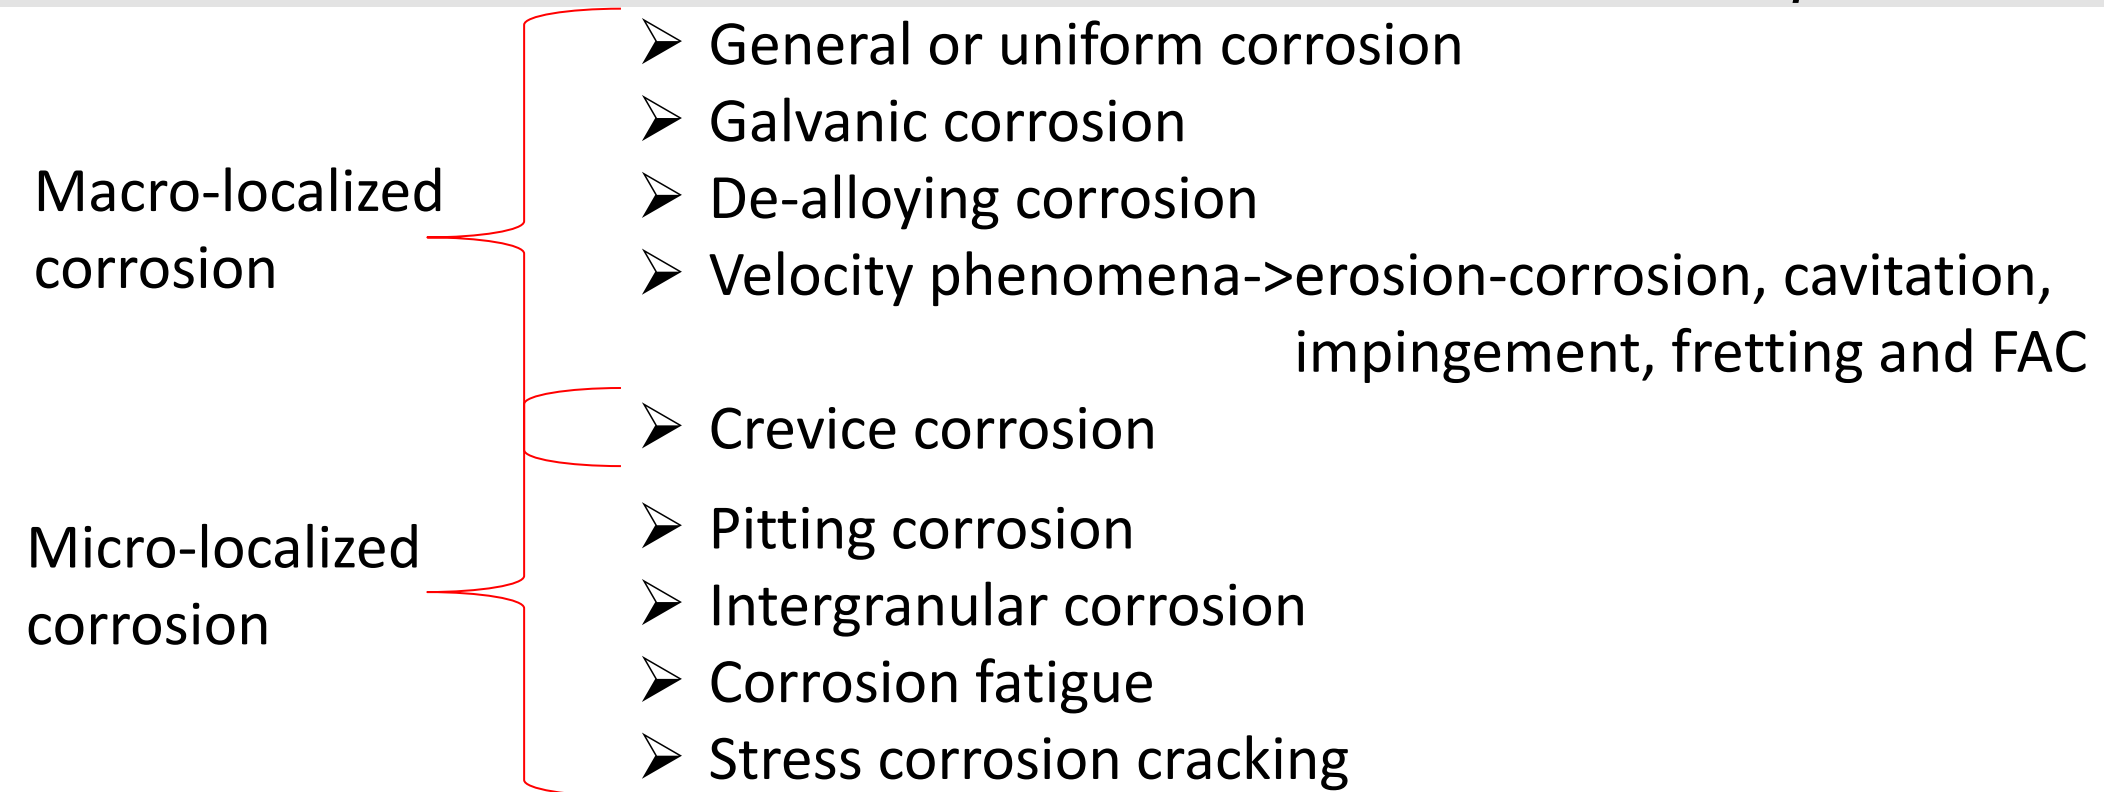 Macro-localized
corrosion
➢ General or uniform corrosion
➢ Galvanic corrosion
➢ De-alloying corrosion
➢ Velocity phenomena->erosion-corrosion, cavitation,
impingement, fretting and FAC
➢ Crevice corrosion
Micro-localized
corrosion
➢ Pitting corrosion
➢ Intergranular corrosion
➢ Corrosion fatigue
➢ Stress corrosion cracking